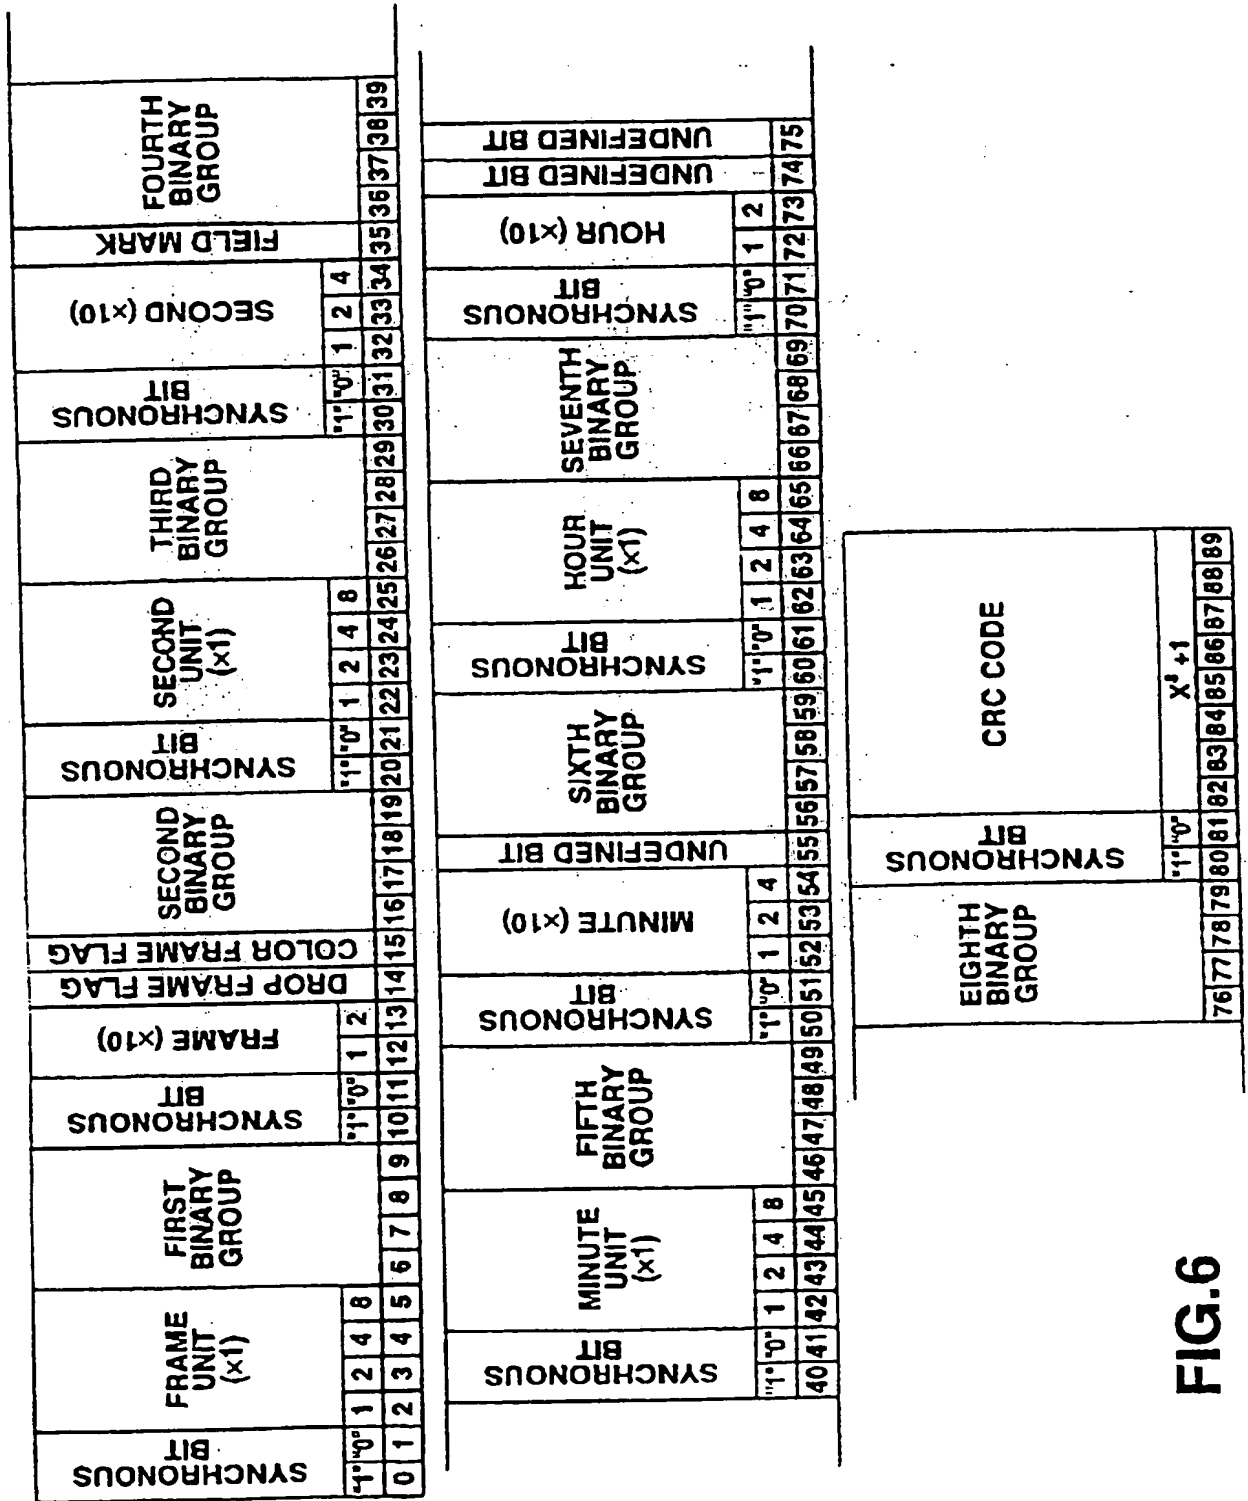 SYNCHRONOUS
BIT
"1" "0"
0 1
FRAME
UNIT
(×1)
1 2 4 8
2 3 4 5
FIRST
BINARY
GROUP
6 7 8 9
SYNCHRONOUS
BIT
"1" "0"
10 11
FRAME (×10)
1 2
12 13
DROP FRAME FLAG
14
COLOR FRAME FLAG
15
SECOND
BINARY
GROUP
16 17 18 19
SYNCHRONOUS
BIT
"1" "0"
20 21
SECOND
UNIT
(×1)
1 2 4 8
22 23 24 25
THIRD
BINARY
GROUP
26 27 28 29
SYNCHRONOUS
BIT
"1" "0"
30 31
SECOND (×10)
1 2 4
32 33 34
FIELD MARK
35
FOURTH
BINARY
GROUP
36 37 38 39
SYNCHRONOUS
BIT
"1" "0"
40 41
MINUTE
UNIT
(×1)
1 2 4 8
42 43 44 45
FIFTH
BINARY
GROUP
46 47 48 49
SYNCHRONOUS
BIT
"1" "0"
50 51
MINUTE (×10)
1 2 4
52 53 54
UNDEFINED BIT
55
SIXTH
BINARY
GROUP
56 57 58 59
SYNCHRONOUS
BIT
"1" "0"
60 61
HOUR
UNIT
(×1)
1 2 4 8
62 63 64 65
SEVENTH
BINARY
GROUP
66 67 68 69
SYNCHRONOUS
BIT
"1" "0"
70 71
HOUR (×10)
1 2
72 73
UNDEFINED BIT
74
UNDEFINED BIT
75
EIGHTH
BINARY
GROUP
76 77 78 79
SYNCHRONOUS
BIT
"1" "0"
80 81
CRC CODE
X⁸ +1
82 83 84 85 86 87 88 89
FIG.6